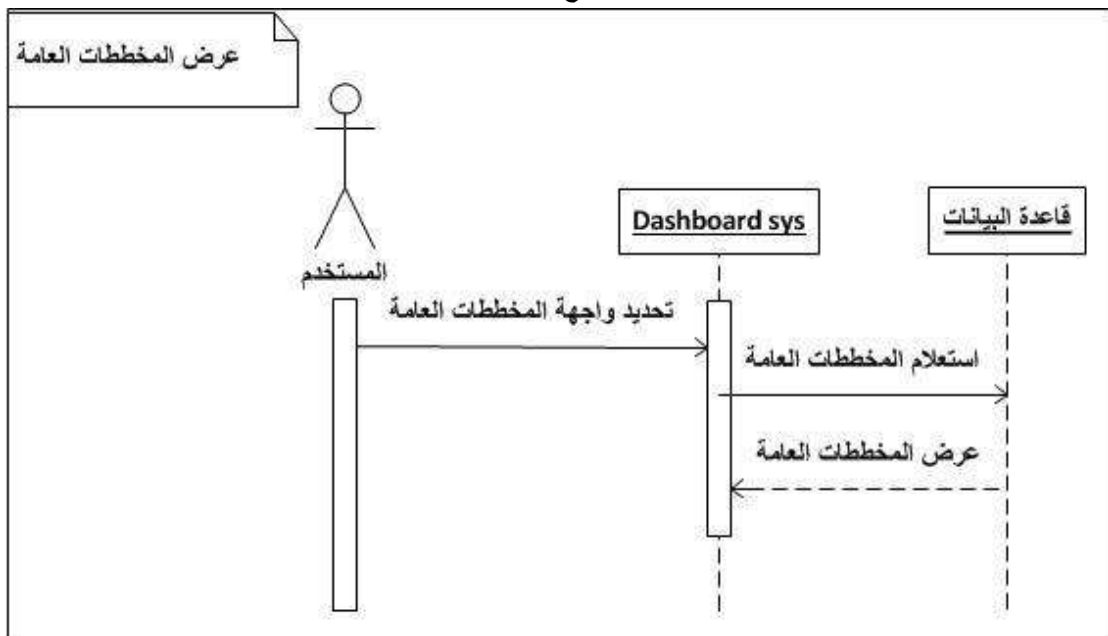 عرض المخططات العامة
Dashboard sys
قاعدة البيانات
المستخدم
تحديد واجهة المخططات العامة
استعلام المخططات العامة
عرض المخططات العامة